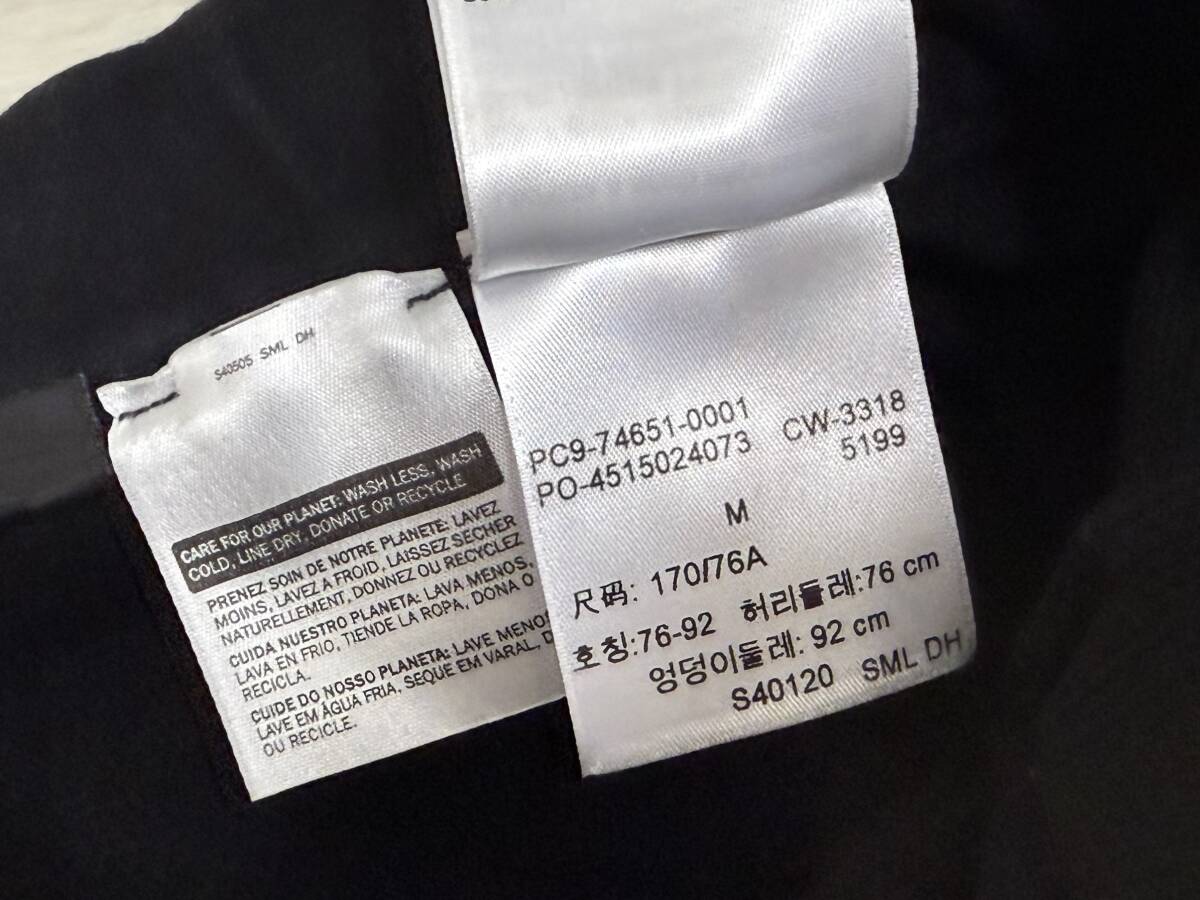 S40505 SML DH
CARE FOR OUR PLANET: WASH LESS, WASH
COLD, LINE DRY, DONATE OR RECYCLE
PRENEZ SOIN DE NOTRE PLANETE: LAVEZ
MOINS, LAVEZ A FROID, LAISSEZ SECHER
NATURELLEMENT, DONNEZ OU RECYCLEZ
CUIDA NUESTRO PLANETA: LAVA MENOS,
LAVA EN FRIO, TIENDE LA ROPA, DONA O
RECICLA.
CUIDE DO NOSSO PLANETA: LAVE MENOS
LAVE EM ÁGUA FRIA, SEQUE EM VARAL,
OU RECICLE.
PC9-74651-0001 CW-3318
PO-4515024073 5199
M
尺码: 170/76A
호칭:76-92 허리둘레:76 cm
엉덩이둘레: 92 cm
S40120 SML DH